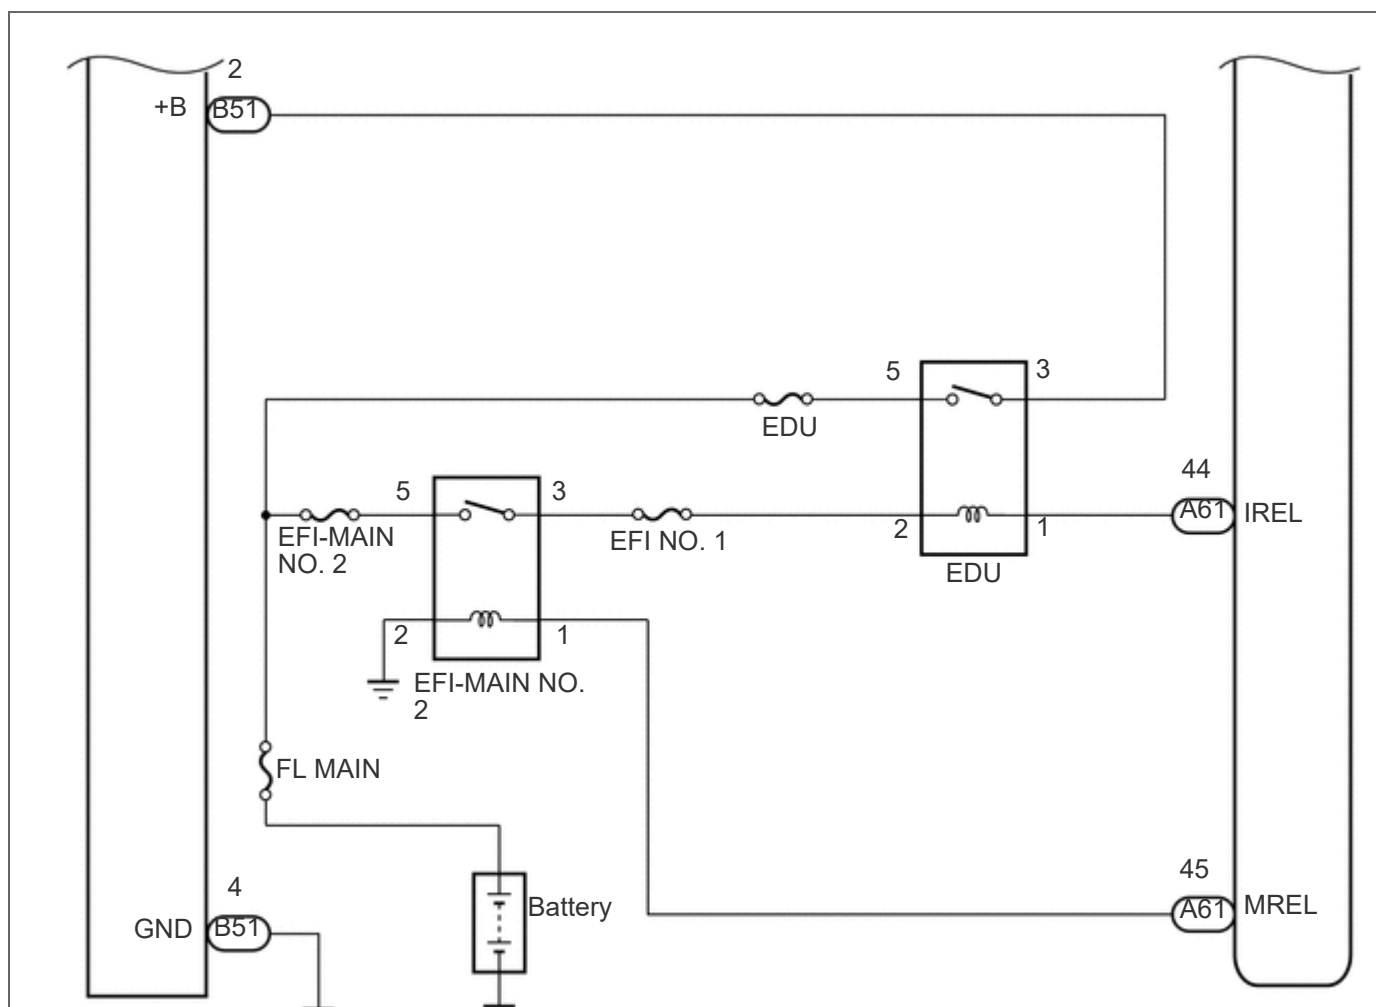 2
+B
B51
5
3
EDU
44
A61
IREL
5
3
EFI-MAIN
NO. 2
EFI NO. 1
2
1
EDU
2
1
EFI-MAIN NO.
2
FL MAIN
45
A61
MREL
4
GND
B51
Battery